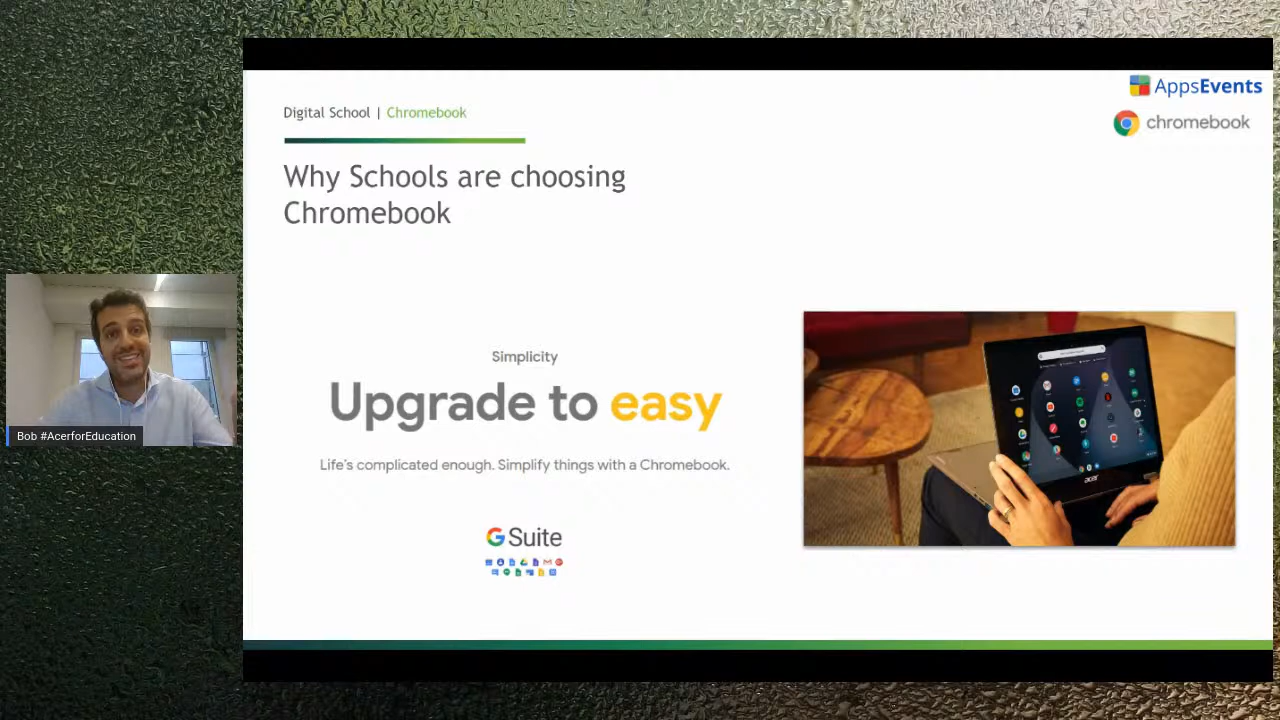 AppsEvents
chromebook
Digital School | Chromebook
Why Schools are choosing
Chromebook
Simplicity
Upgrade to easy
Life's complicated enough. Simplify things with a Chromebook.
G Suite
acer
Bob #AcerforEducation